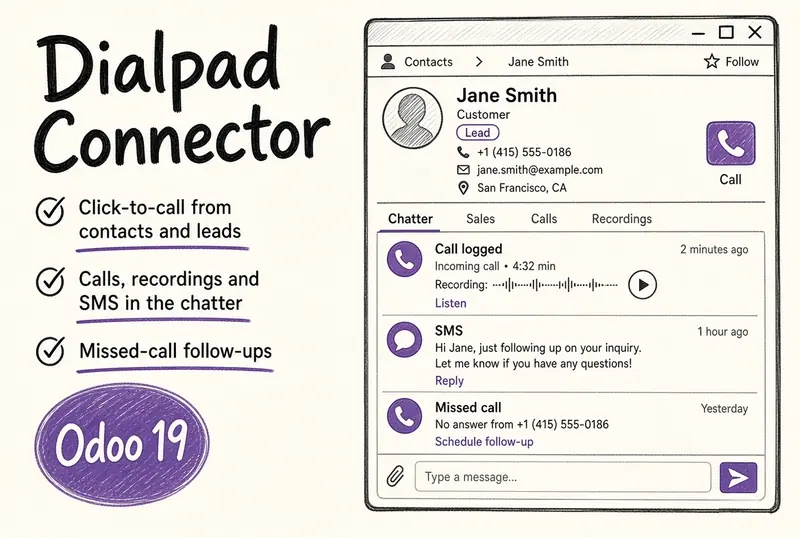 Dialpad
Connector
Click-to-call from
contacts and leads
Calls, recordings and
SMS in the chatter
Missed-call follow-ups
Odoo 19
Contacts
Jane Smith
Follow
Jane Smith
Customer
Lead
+1 (415) 555-0186
jane.smith@example.com
San Francisco, CA
Call
Chatter Sales Calls Recordings
Call logged 2 minutes ago
Incoming call • 4:32 min
Recording:
Listen
SMS 1 hour ago
Hi Jane, just following up on your inquiry.
Let me know if you have any questions!
Reply
Missed call Yesterday
No answer from +1 (415) 555-0186
Schedule follow-up
Type a message...